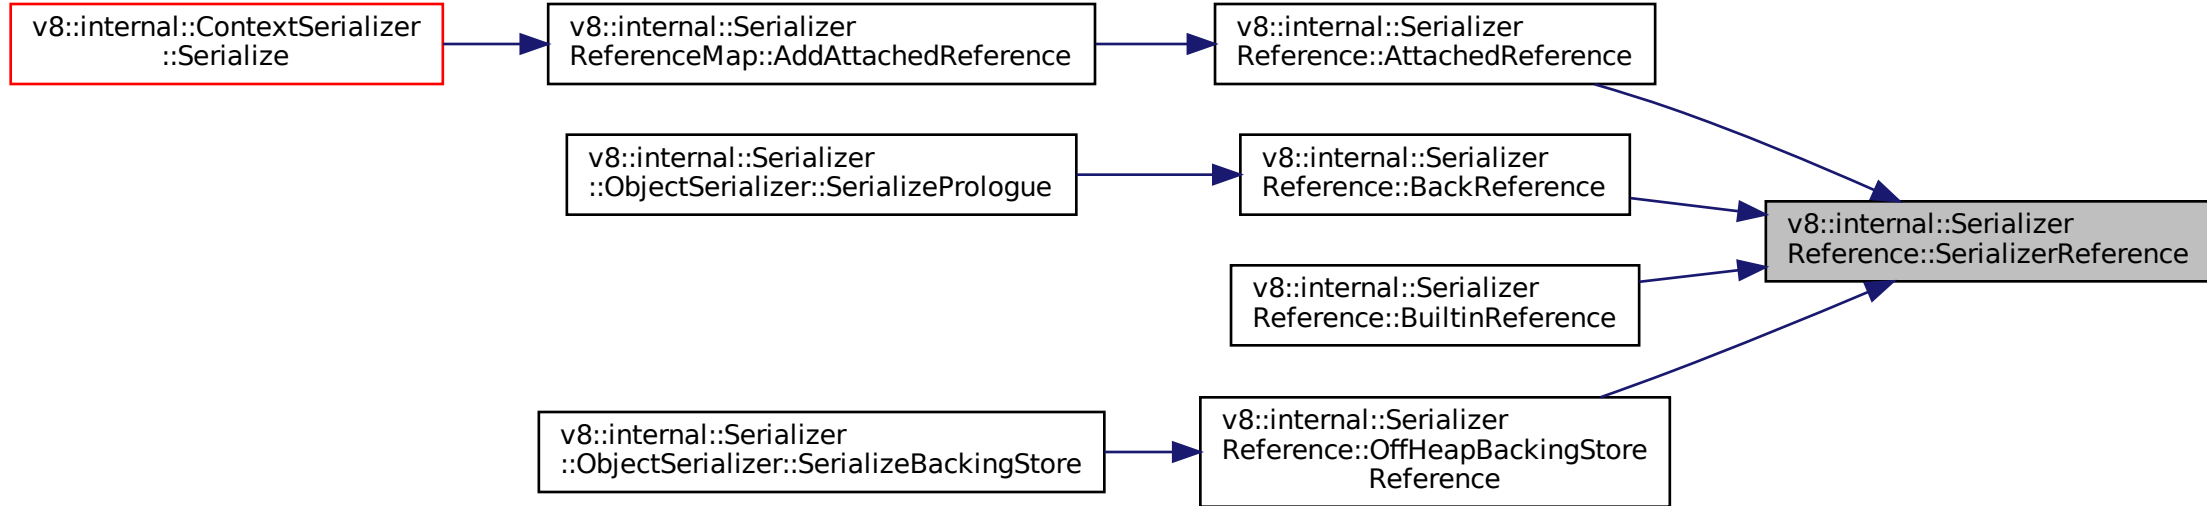 v8::internal::ContextSerializer
::Serialize
v8::internal::Serializer
ReferenceMap::AddAttachedReference
v8::internal::Serializer
Reference::AttachedReference
v8::internal::Serializer
::ObjectSerializer::SerializePrologue
v8::internal::Serializer
Reference::BackReference
v8::internal::Serializer
Reference::SerializerReference
v8::internal::Serializer
Reference::BuiltinReference
v8::internal::Serializer
::ObjectSerializer::SerializeBackingStore
v8::internal::Serializer
Reference::OffHeapBackingStore
Reference